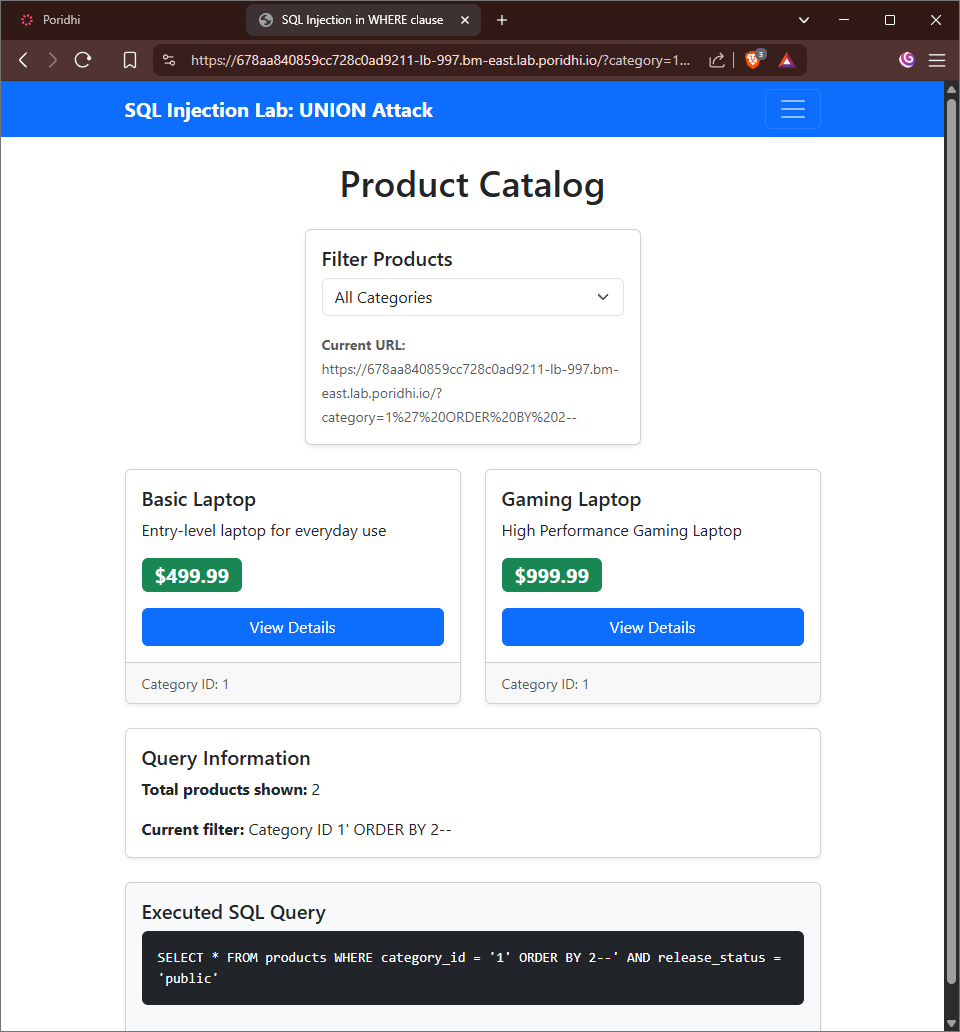 Poridhi
SQL Injection in WHERE clause
https://678aa840859cc728c0ad9211-lb-997.bm-east.lab.poridhi.io/?category=1...
3
SQL Injection Lab: UNION Attack
Product Catalog
Filter Products
All Categories
Current URL:
https://678aa840859cc728c0ad9211-lb-997.bm-
east.lab.poridhi.io/?
category=1%27%20ORDER%20BY%202--
Basic Laptop
Entry-level laptop for everyday use
$499.99
View Details
Category ID: 1
Gaming Laptop
High Performance Gaming Laptop
$999.99
View Details
Category ID: 1
Query Information
Total products shown: 2
Current filter: Category ID 1' ORDER BY 2--
Executed SQL Query
SELECT * FROM products WHERE category_id = '1' ORDER BY 2--' AND release_status =
'public'